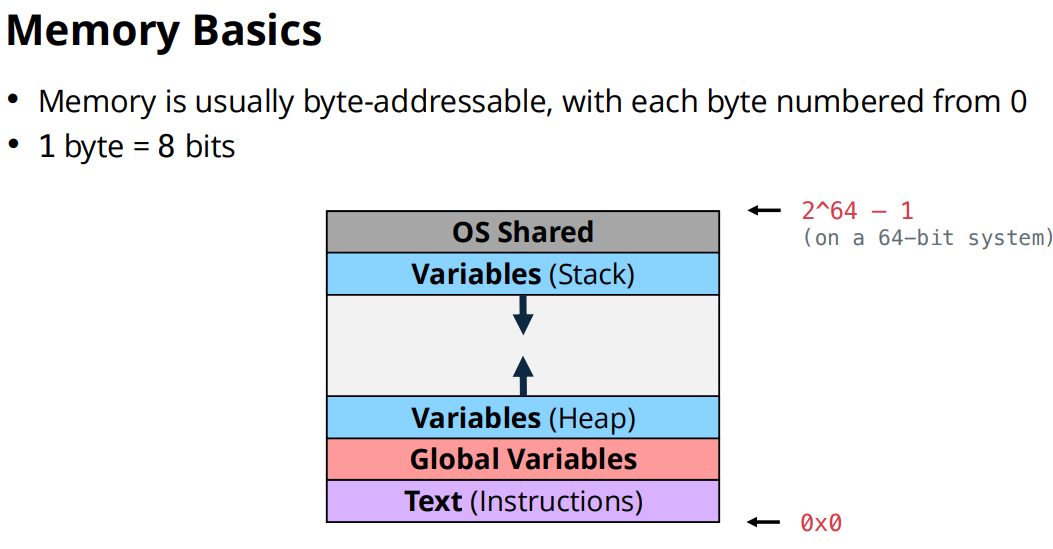 Memory Basics
• Memory is usually byte-addressable, with each byte numbered from 0
• 1 byte = 8 bits
2^64 – 1
(on a 64-bit system)
OS Shared
Variables (Stack)
Variables (Heap)
Global Variables
Text (Instructions)
0x0